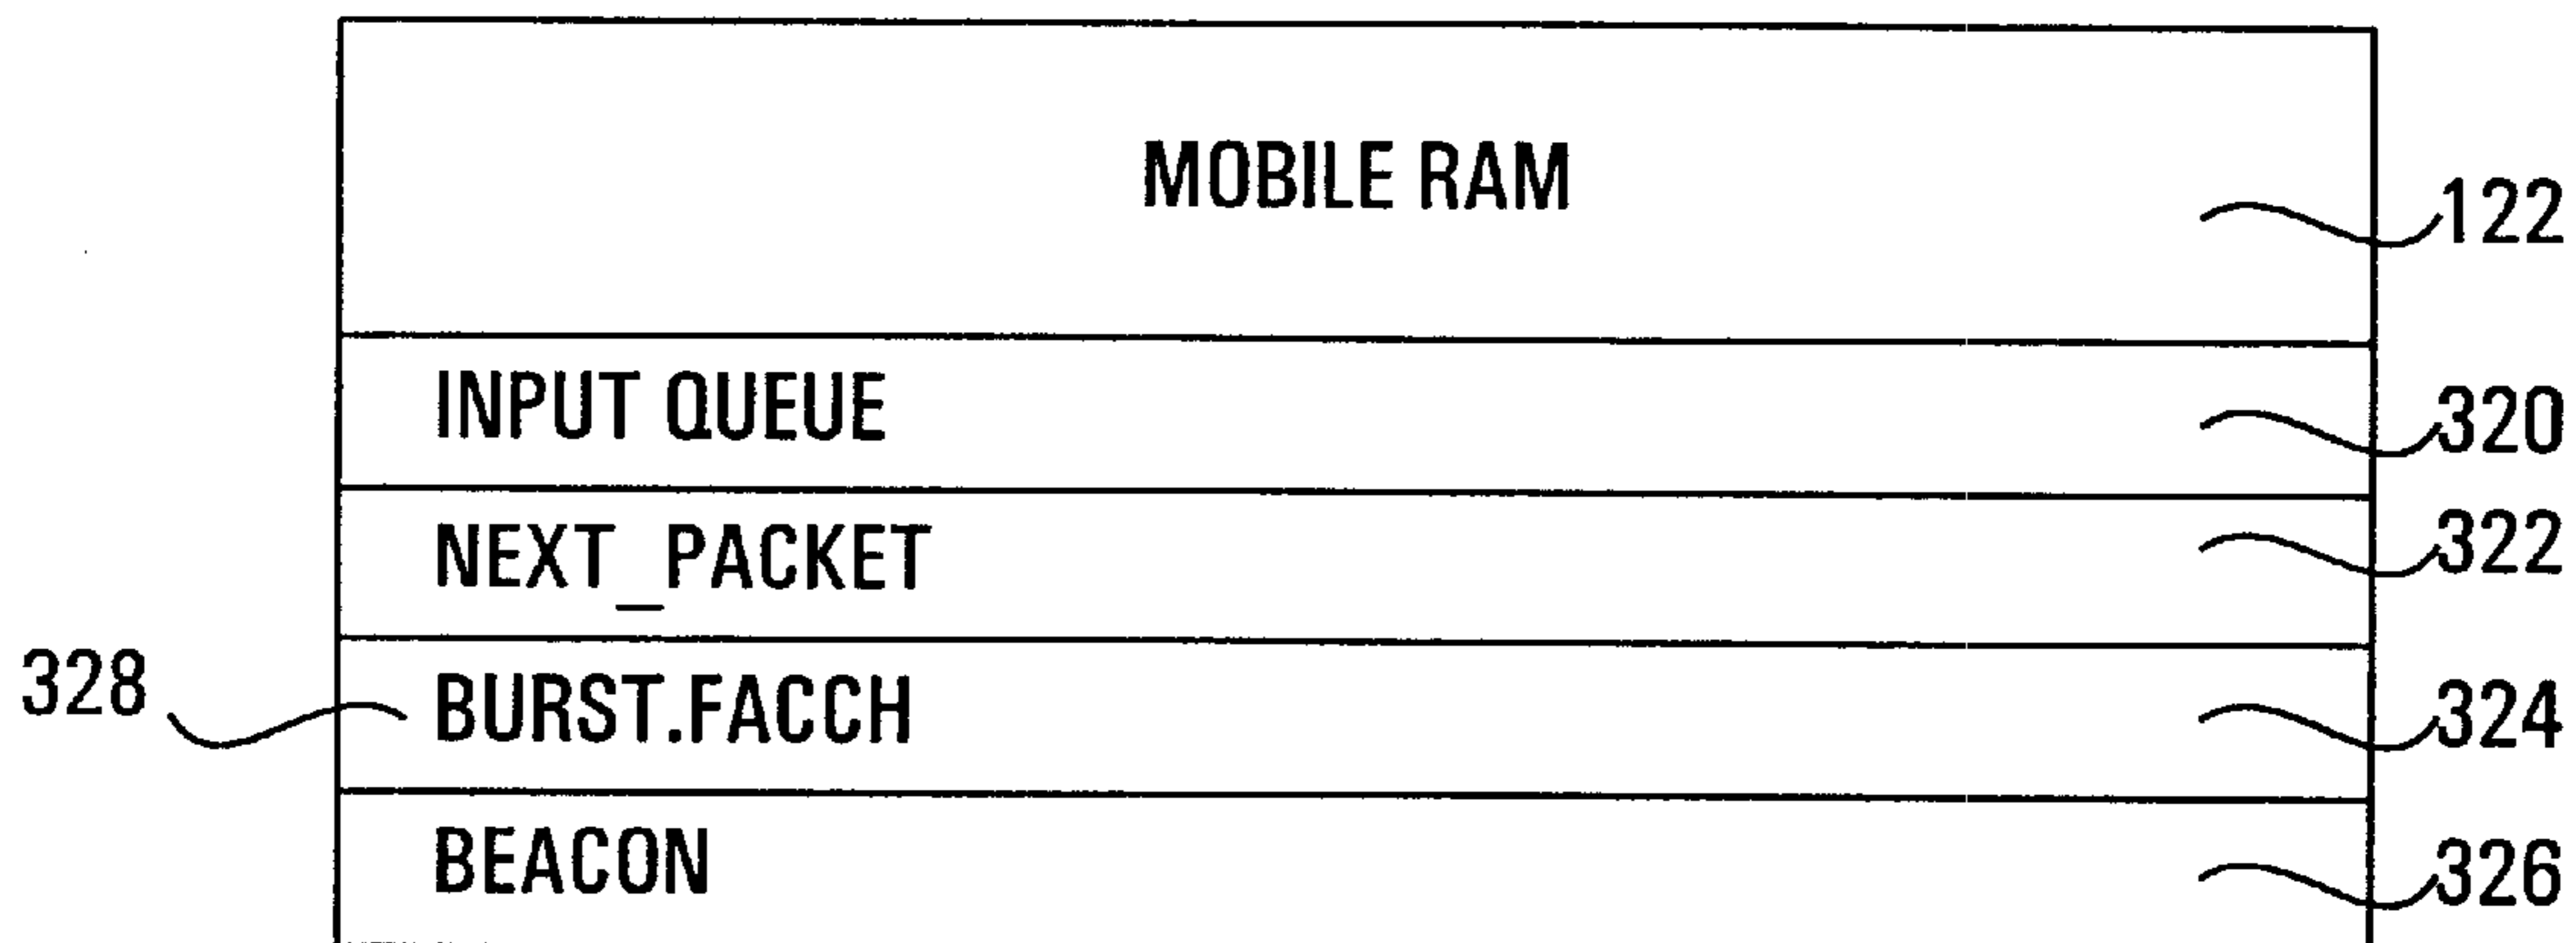 MOBILE RAM
122
INPUT QUEUE 320
NEXT_PACKET 322
328 BURST.FACCH 324
BEACON 326